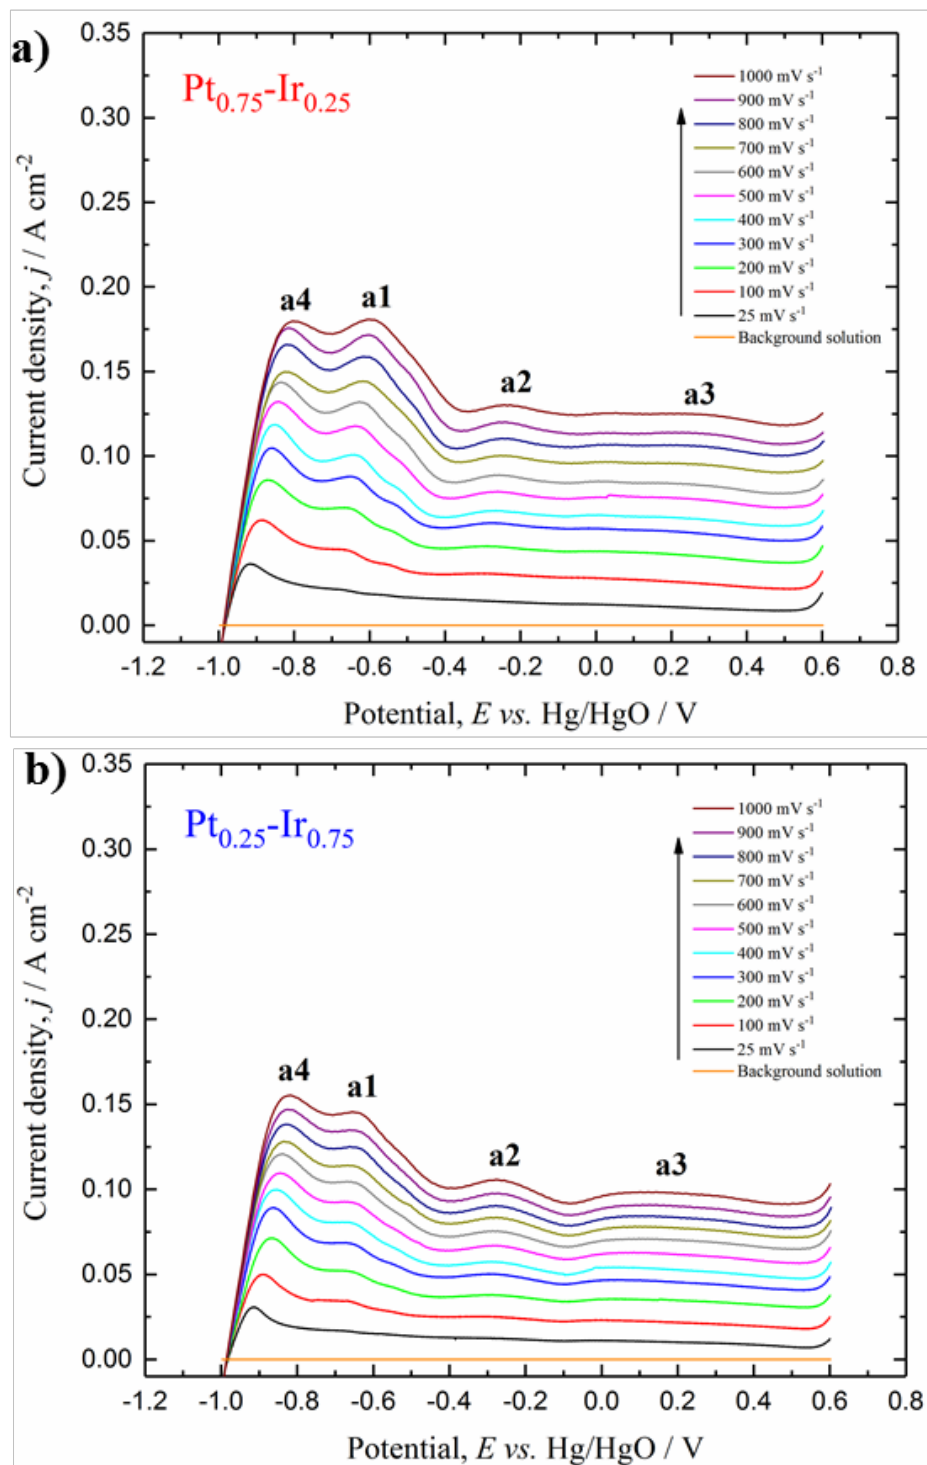 a)
Pt0.75-Ir0.25
0.35
0.30
0.25
0.20
0.15
0.10
0.05
0.00
Current density, j / A cm-2
1000 mV s-1
900 mV s-1
800 mV s-1
700 mV s-1
600 mV s-1
500 mV s-1
400 mV s-1
300 mV s-1
200 mV s-1
100 mV s-1
25 mV s-1
Background solution
a4 a1 a2 a3
-1.2 -1.0 -0.8 -0.6 -0.4 -0.2 0.0 0.2 0.4 0.6 0.8
Potential, E vs. Hg/HgO / V
b)
Pt0.25-Ir0.75
0.35
0.30
0.25
0.20
0.15
0.10
0.05
0.00
Current density, j / A cm-2
1000 mV s-1
900 mV s-1
800 mV s-1
700 mV s-1
600 mV s-1
500 mV s-1
400 mV s-1
300 mV s-1
200 mV s-1
100 mV s-1
25 mV s-1
Background solution
a4 a1 a2 a3
-1.2 -1.0 -0.8 -0.6 -0.4 -0.2 0.0 0.2 0.4 0.6 0.8
Potential, E vs. Hg/HgO / V